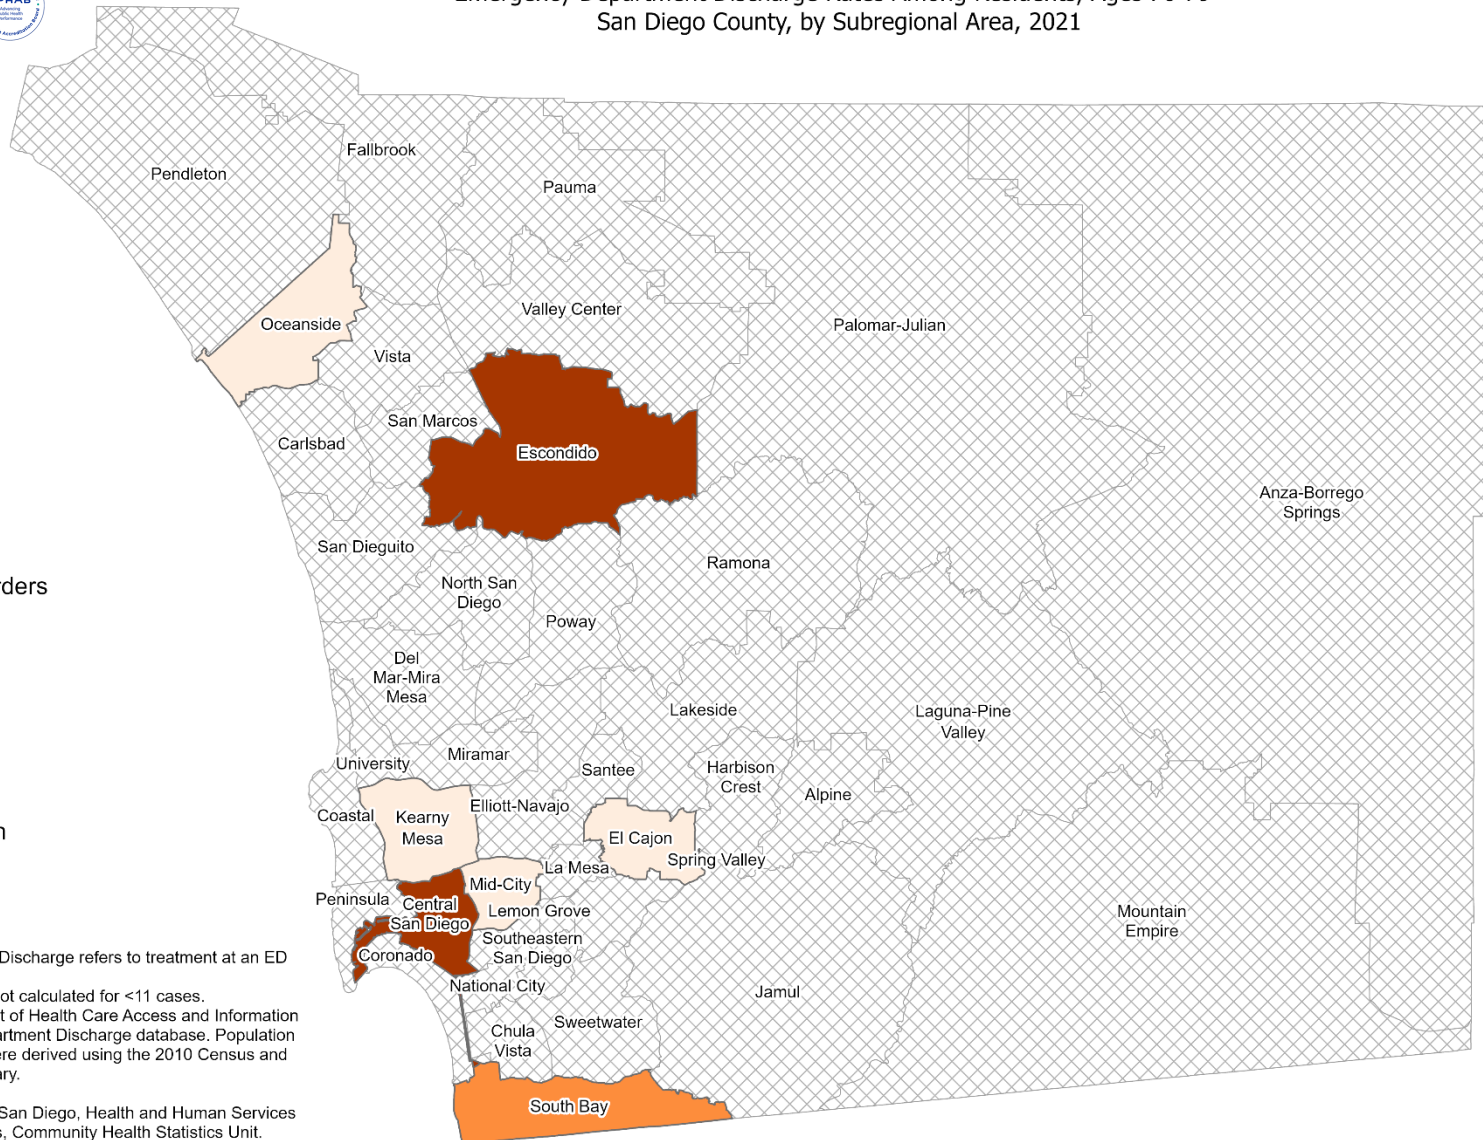 San Diego County, by Subregional Area, 2021
Fallbrook
Pendleton
Pauma
Valley Center
Oceanside
Palomar-Julian
Vista
San Marcos
Carlsbad
Escondido
Anza-Borrego
Springs
San Dieguito
Ramona
North San
Diego
Poway
Del
Mar-Mira
Mesa
Lakeside
Laguna-Pine
Valley
Miramar
University
Santee
Harbison
Crest
Alpine
Elliott-Navajo
Coastal
Kearny
Mesa
El Cajon
Spring Valley
La Mesa
Mid-City
Peninsula
Central
San Diego
Lemon Grove
Mountain
Empire
Southeastern
San Diego
Coronado
National City
Jamul
Sweetwater
Chula
Vista
South Bay
rders
n
Discharge refers to treatment at an ED
ot calculated for <11 cases.
t of Health Care Access and Information
artment Discharge database. Population
ere derived using the 2010 Census and
ary.
San Diego, Health and Human Services
s, Community Health Statistics Unit.